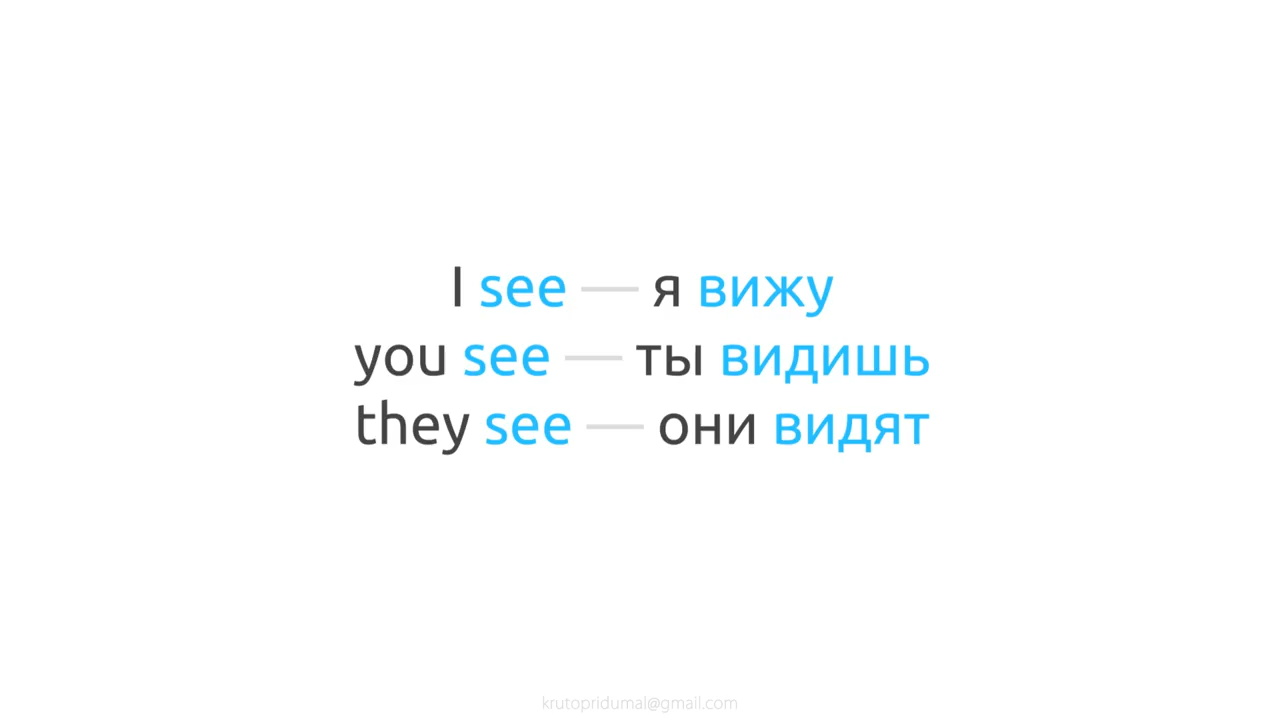 I see — я вижу
you see — ты видишь
they see — они видят
krutopridumal@gmail.com